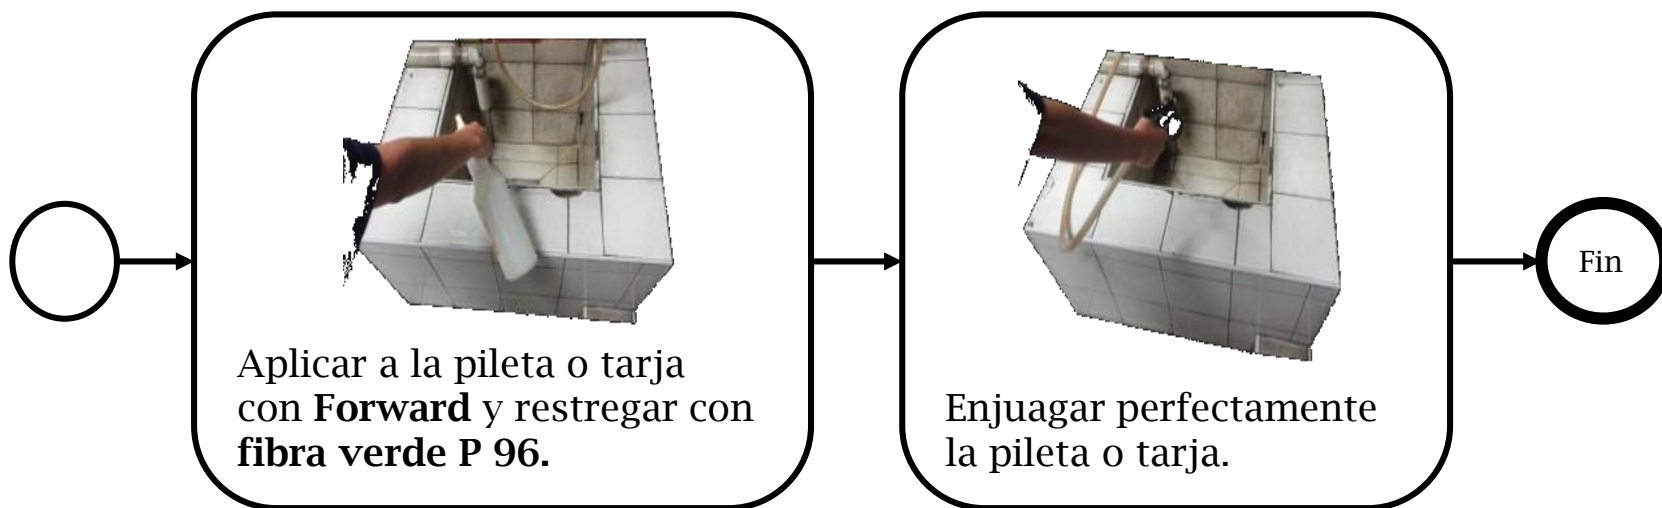 Aplicar a la pileta o tarja
con Forward y restregar con
fibra verde P 96.
Enjuagar perfectamente
la pileta o tarja.
Fin